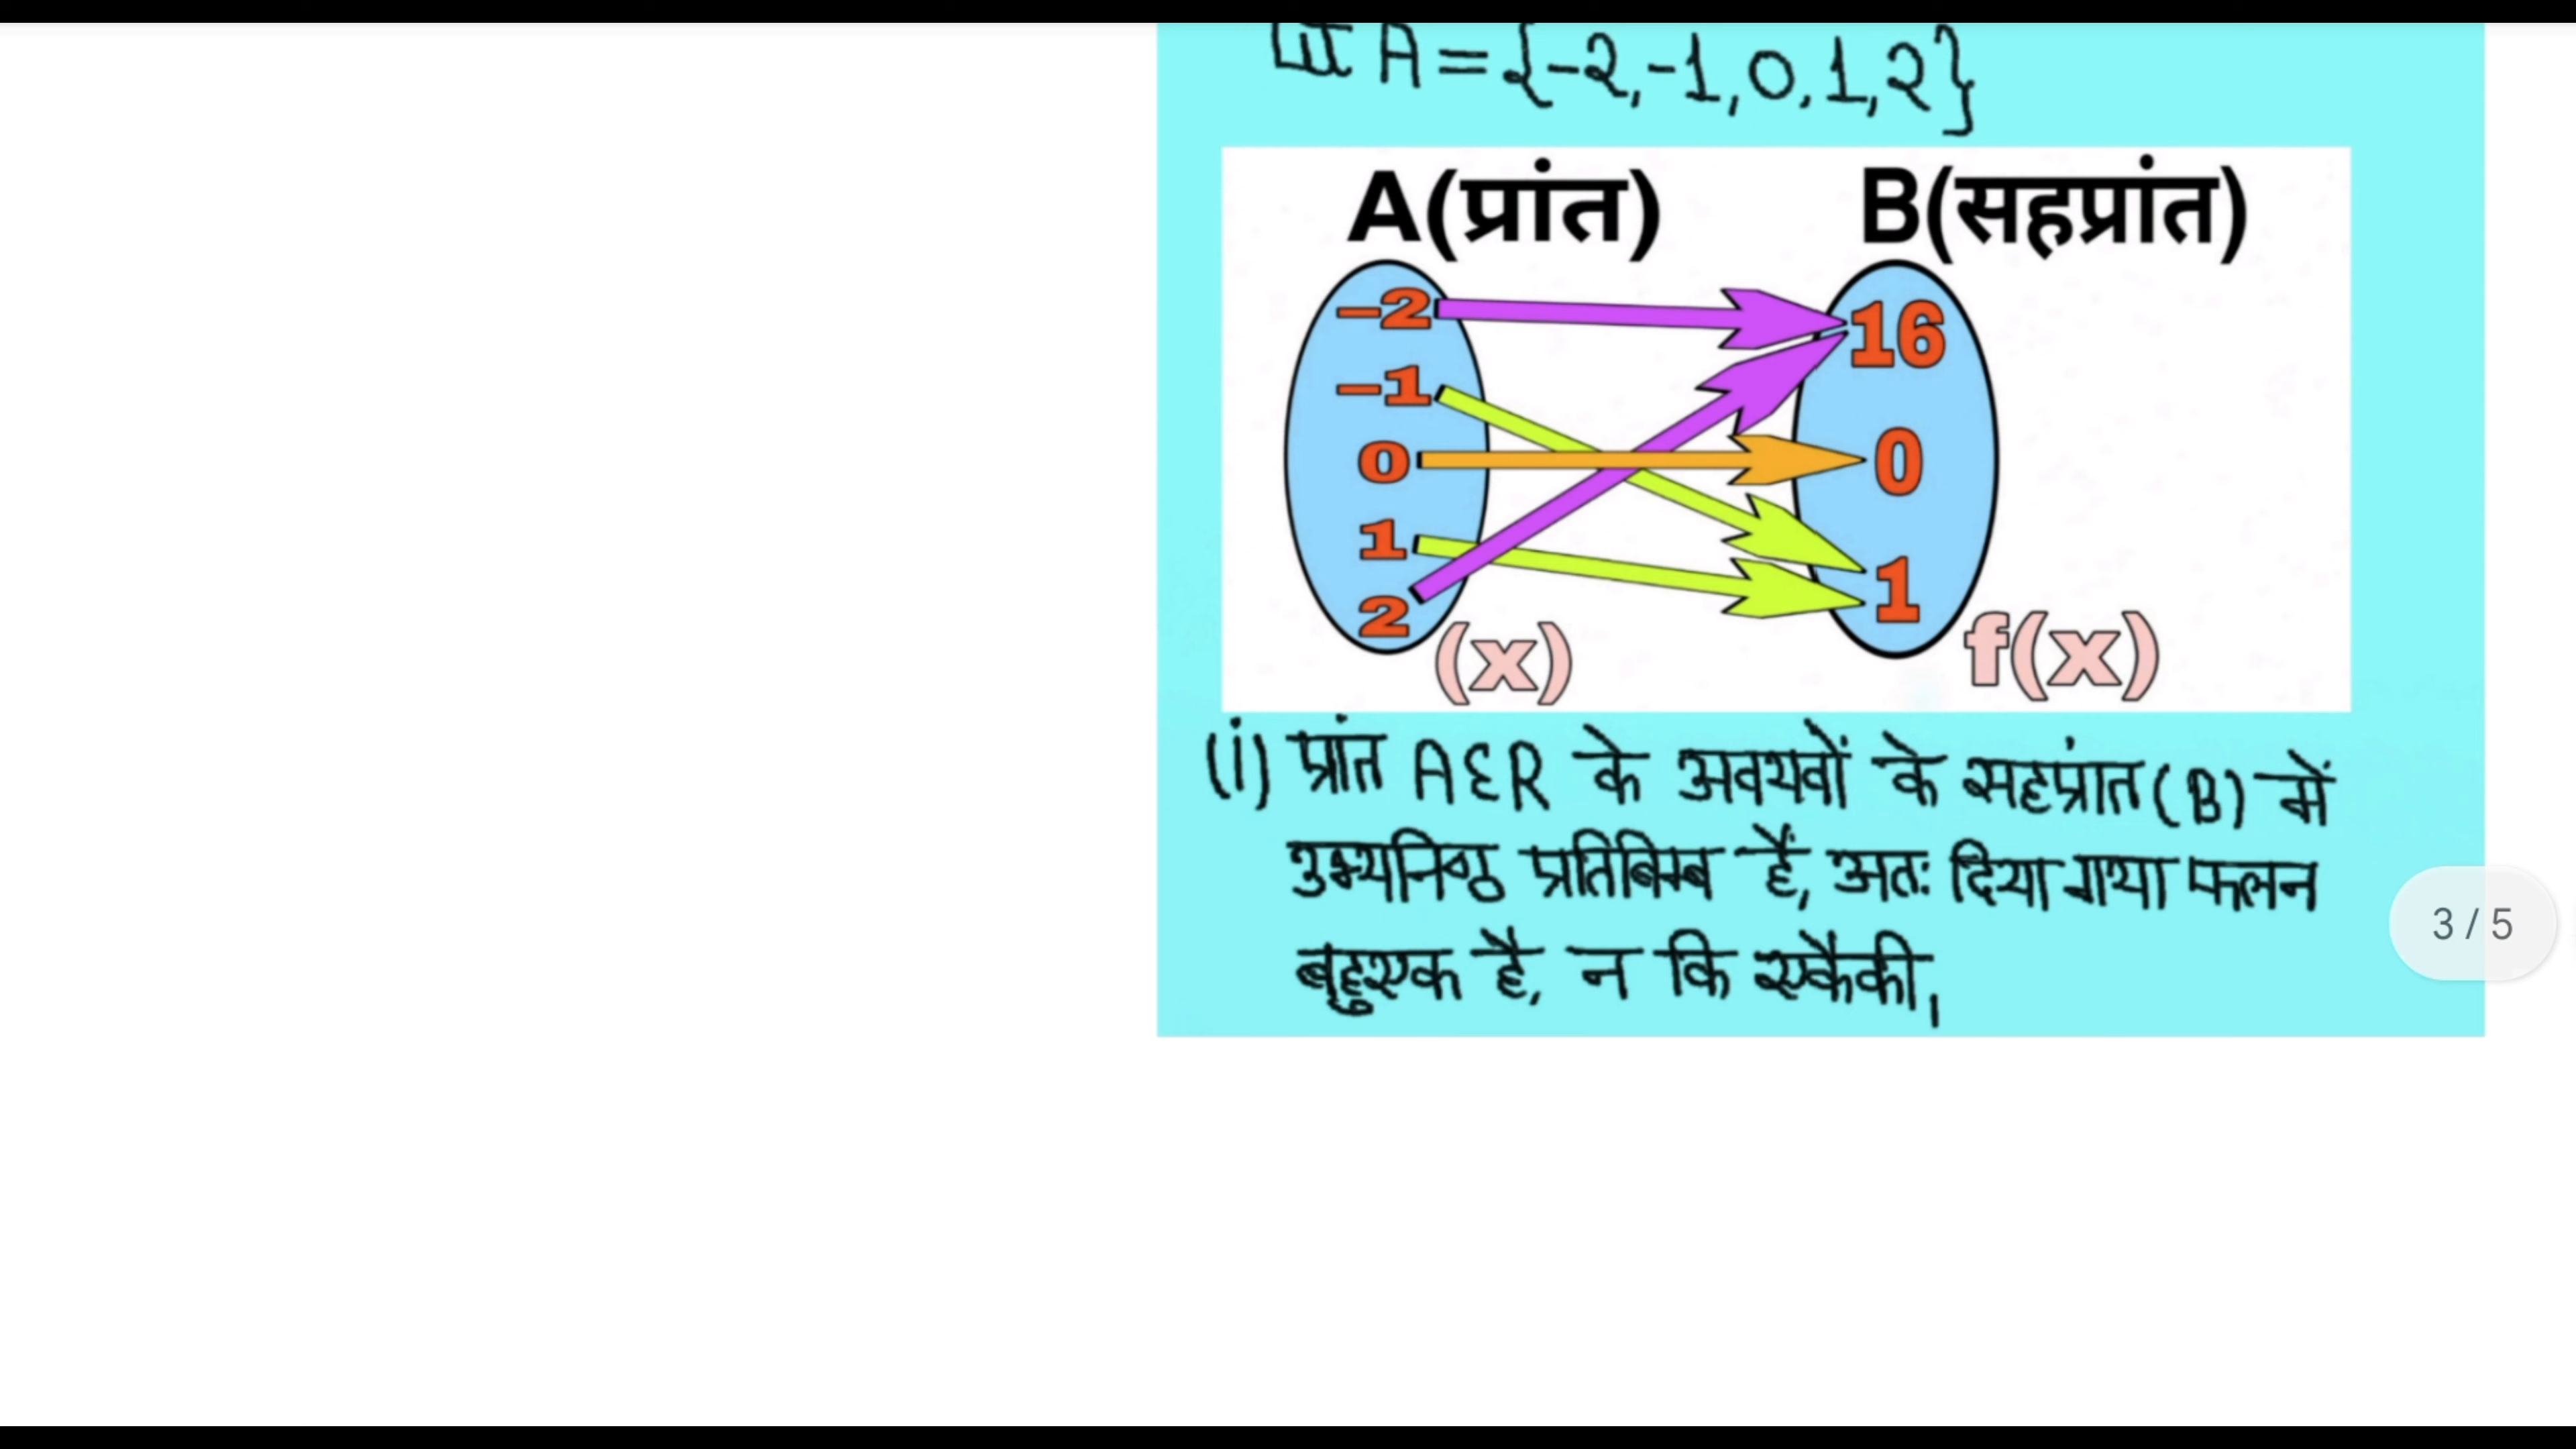 A={-2,-1,0,1,2}
A(प्रांत) B(सहप्रांत)
-2
-1
0
1
2
16
0
1
(x)
f(x)
(i) प्रांत AƐR के अवयवों के सहप्रांत(B) में
उभयनिष्ठ प्रतिबिम्ब हैं, अतः दिया गया फलन
बहुएक है, न कि एकैकी।
3 / 5